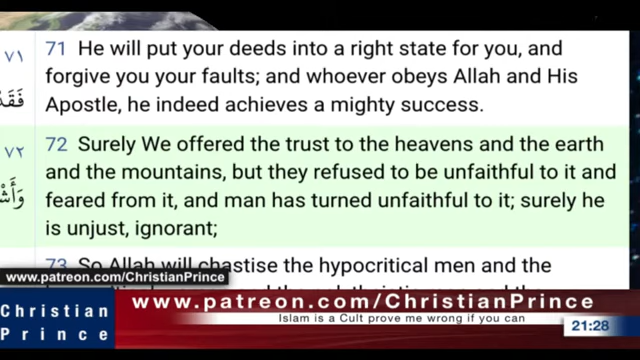 ٧١
71 He will put your deeds into a right state for you, and
forgive you your faults; and whoever obeys Allah and His
Apostle, he indeed achieves a mighty success.
٧٢
72 Surely We offered the trust to the heavens and the earth
and the mountains, but they refused to be unfaithful to it and
feared from it, and man has turned unfaithful to it; surely he
is unjust, ignorant;
73 So Allah will chastise the hypocritical men and the
www.patreon.com/ChristianPrince
Christian
Prince
www.patreon.com/ChristianPrince
Islam is a Cult prove me wrong if you can
21:28